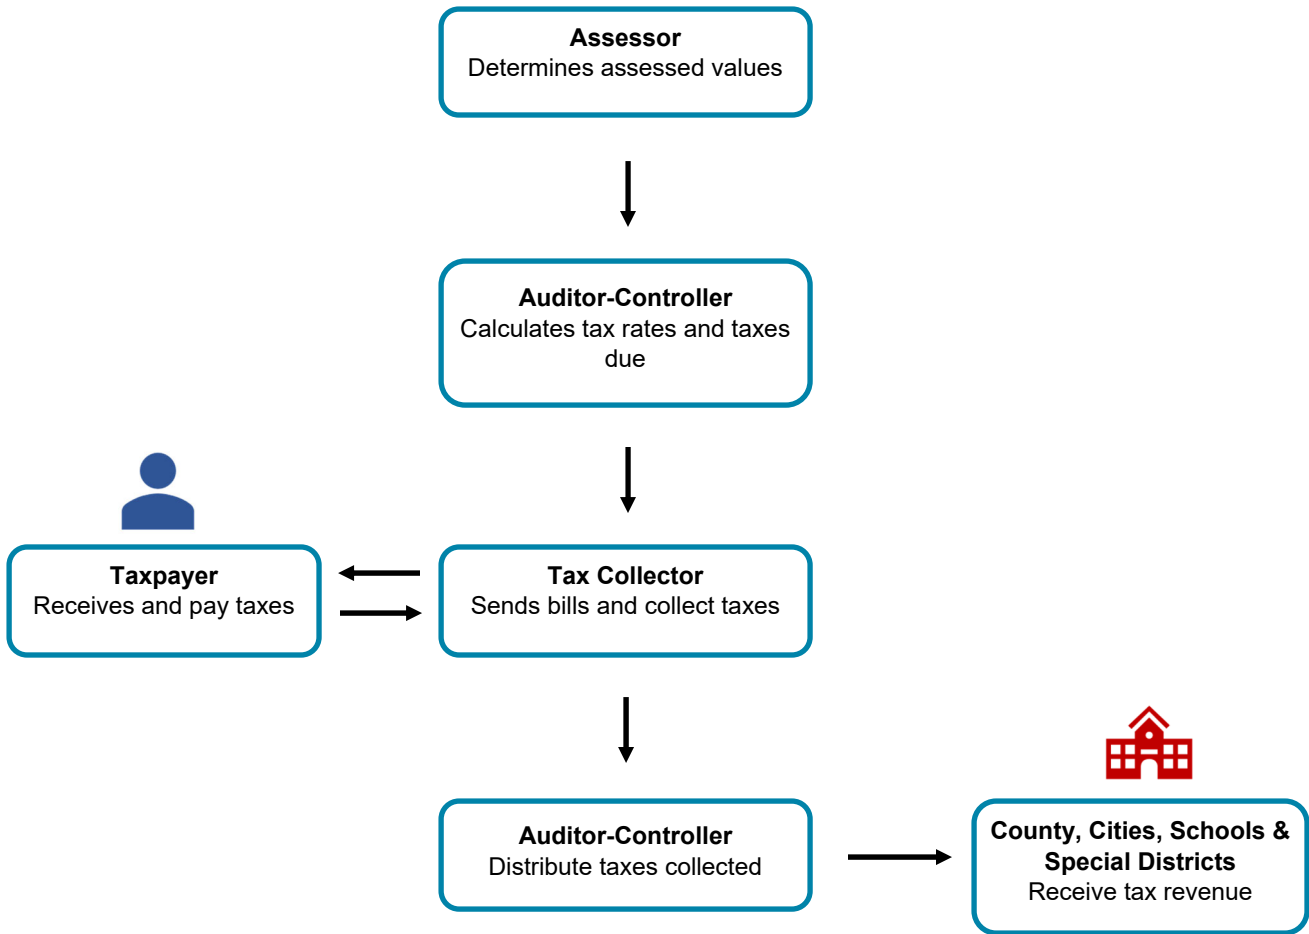 Assessor
Determines assessed values
Auditor-Controller
Calculates tax rates and taxes
due
Taxpayer
Receives and pay taxes
Tax Collector
Sends bills and collect taxes
Auditor-Controller
Distribute taxes collected
County, Cities, Schools &
Special Districts
Receive tax revenue